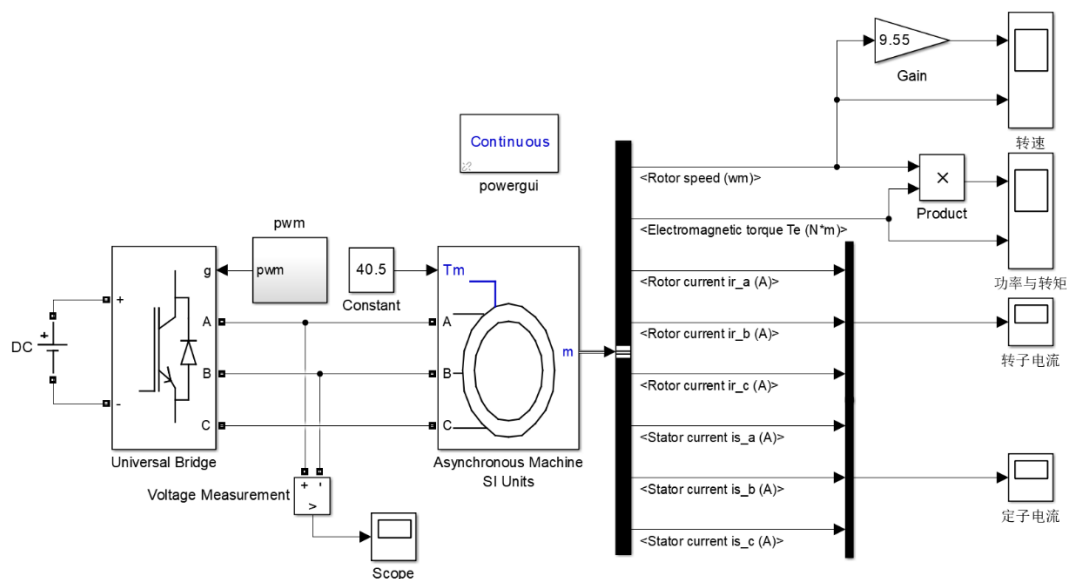 9.55
Gain
转速
Continuous
powergui
<Rotor speed (wm)>
×
Product
<Electromagnetic torque Te (N*m)>
功率与转矩
pwm
pwm
g
40.5
Constant
Tm
<Rotor current ir_a (A)>
+
A
A
<Rotor current ir_b (A)>
DC
+
m
转子电流
B
B
<Rotor current ir_c (A)>
-
C
C
<Stator current is_a (A)>
Universal Bridge
Asynchronous Machine
SI Units
Voltage Measurement
+ -
v
<Stator current is_b (A)>
定子电流
<Stator current is_c (A)>
Scope